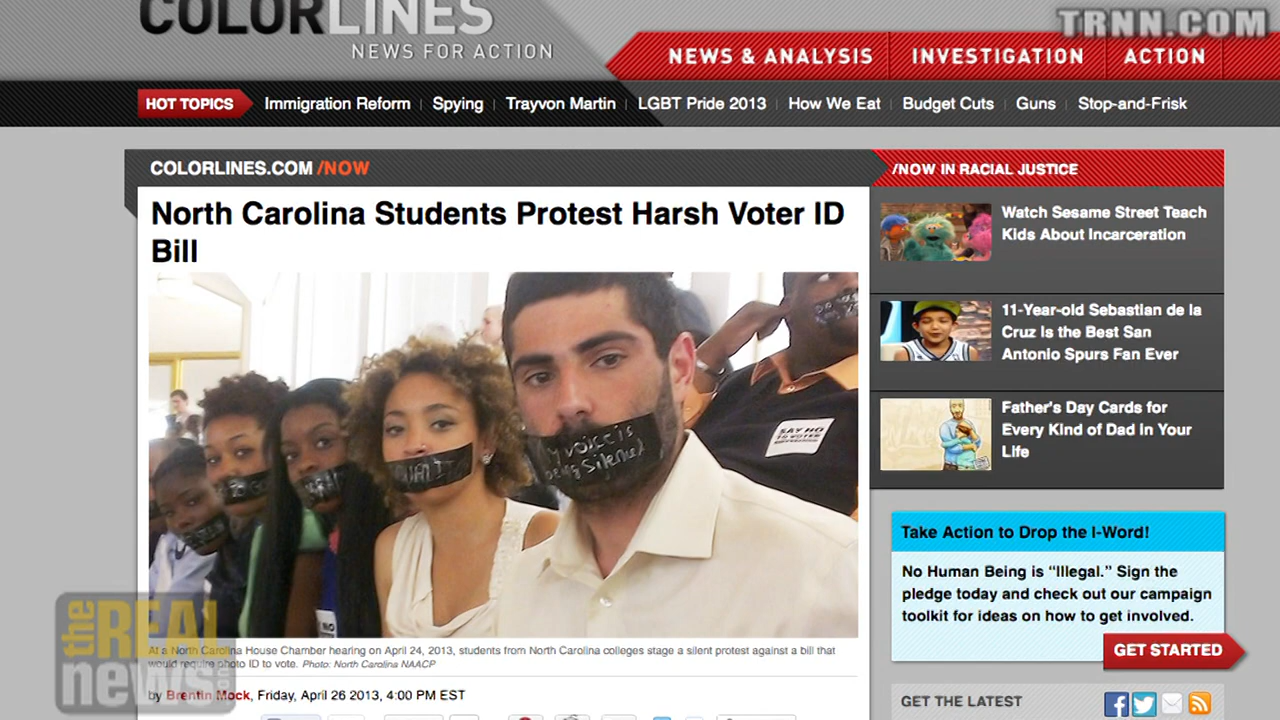 COLORLINES
NEWS FOR ACTION
TRNN.COM
NEWS & ANALYSIS
INVESTIGATION
ACTION
HOT TOPICS
Immigration Reform
Spying
Trayvon Martin
LGBT Pride 2013
How We Eat
Budget Cuts
Guns
Stop-and-Frisk
COLORLINES.COM /NOW
North Carolina Students Protest Harsh Voter ID
Bill
voice is
being Silenced
SAY NO
TO VOTER
At a North Carolina House Chamber hearing on April 24, 2013, students from North Carolina colleges stage a silent protest against a bill that
would require photo ID to vote. Photo: North Carolina NAACP
by Brentin Mock, Friday, April 26 2013, 4:00 PM EST
the REAL
news.com
/NOW IN RACIAL JUSTICE
Watch Sesame Street Teach
Kids About Incarceration
11-Year-old Sebastian de la
Cruz Is the Best San
Antonio Spurs Fan Ever
Father's Day Cards for
Every Kind of Dad in Your
Life
Take Action to Drop the I-Word!
No Human Being is “Illegal.” Sign the
pledge today and check out our campaign
toolkit for ideas on how to get involved.
GET STARTED
GET THE LATEST